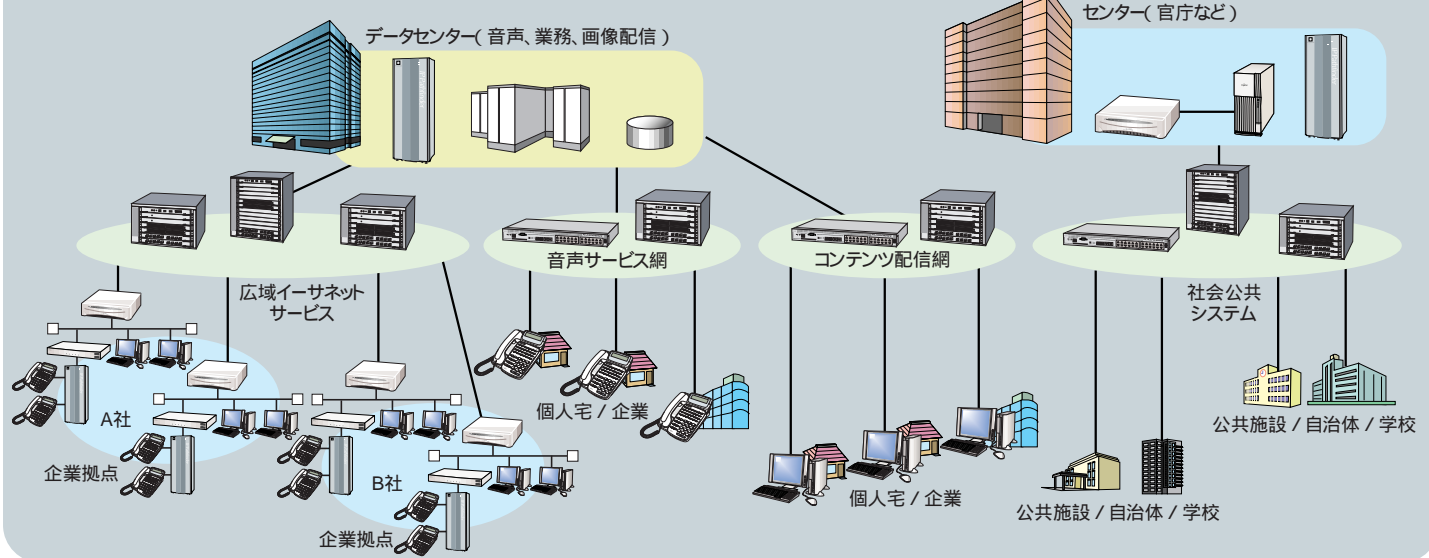 センター(官庁など)
データセンター(音声、業務、画像配信)
広域イーサネット
サービス
音声サービス網
コンテンツ配信網
社会公共
システム
A社
企業拠点
B社
企業拠点
個人宅 / 企業
個人宅 / 企業
公共施設 / 自治体 / 学校
公共施設 / 自治体 / 学校